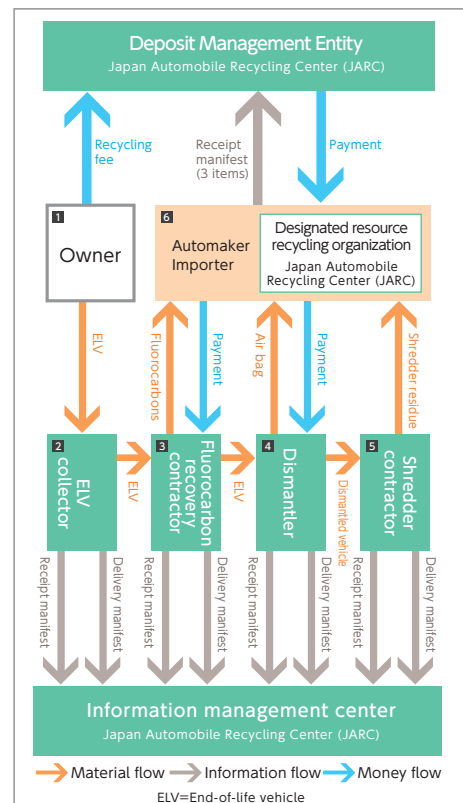 Deposit Management Entity
Japan Automobile Recycling Center (JARC)
Recycling
fee
Receipt
manifest
(3 items)
Payment
1
Owner
6
Automaker
Importer
Designated resource
recycling organization
Japan Automobile
Recycling Center (JARC)
ELV
Fluorocarbons
Payment
Air bag
Payment
Shredder residue
2
ELV
collector
ELV
3
Fluorocarbon
recovery
contractor
ELV
4
Dismantler
Dismantled vehicle
5
Shredder
contractor
Receipt manifest
Delivery manifest
Receipt manifest
Delivery manifest
Receipt manifest
Delivery manifest
Receipt manifest
Delivery manifest
Information management center
Japan Automobile Recycling Center (JARC)
Material flow
Information flow
Money flow
ELV=End-of-life vehicle